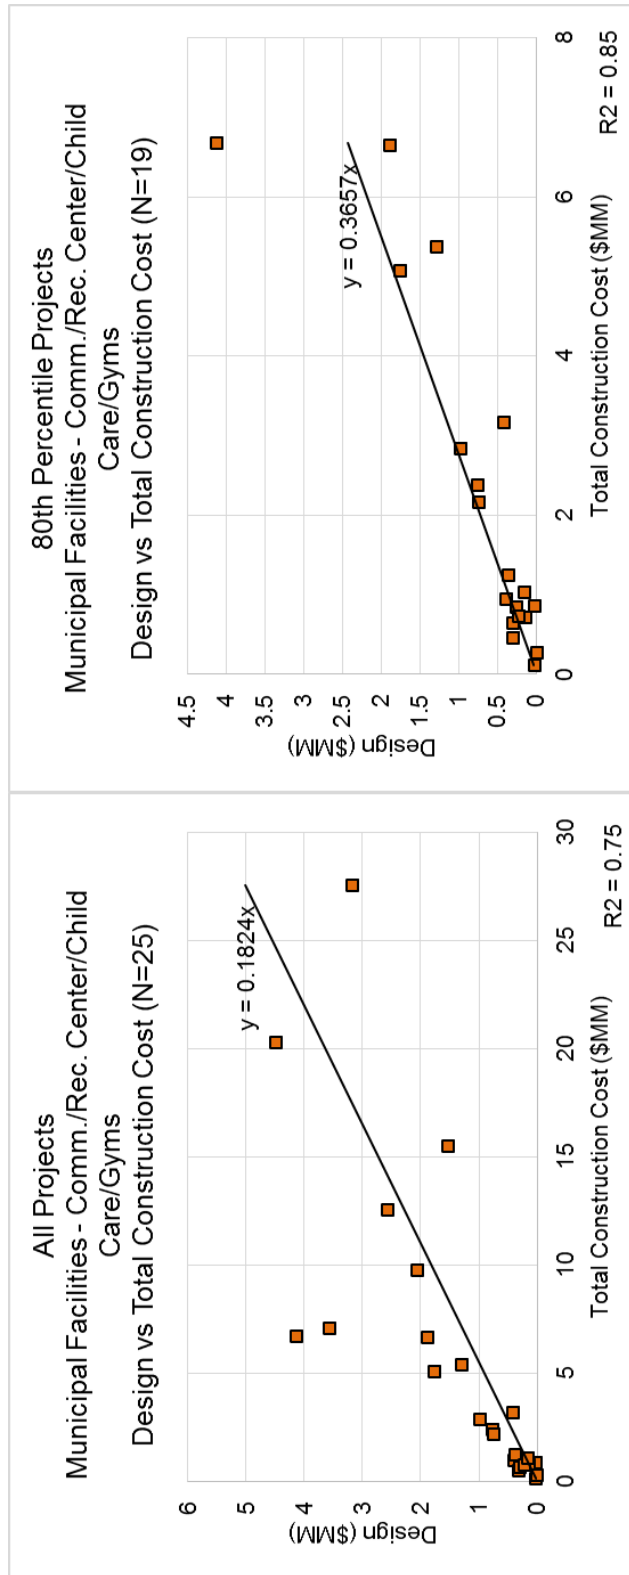 All Projects
Municipal Facilities - Comm./Rec. Center/Child
Care/Gyms
Design vs Total Construction Cost (N=25)
y = 0.1824x
Design ($MM)
6
5
4
3
2
1
0
0 5 10 15 20 25 30
Total Construction Cost ($MM)
R2 = 0.75
80th Percentile Projects
Municipal Facilities - Comm./Rec. Center/Child
Care/Gyms
Design vs Total Construction Cost (N=19)
y = 0.3657x
Design ($MM)
4.5
4
3.5
3
2.5
2
1.5
1
0.5
0
0 2 4 6 8
Total Construction Cost ($MM)
R2 = 0.85